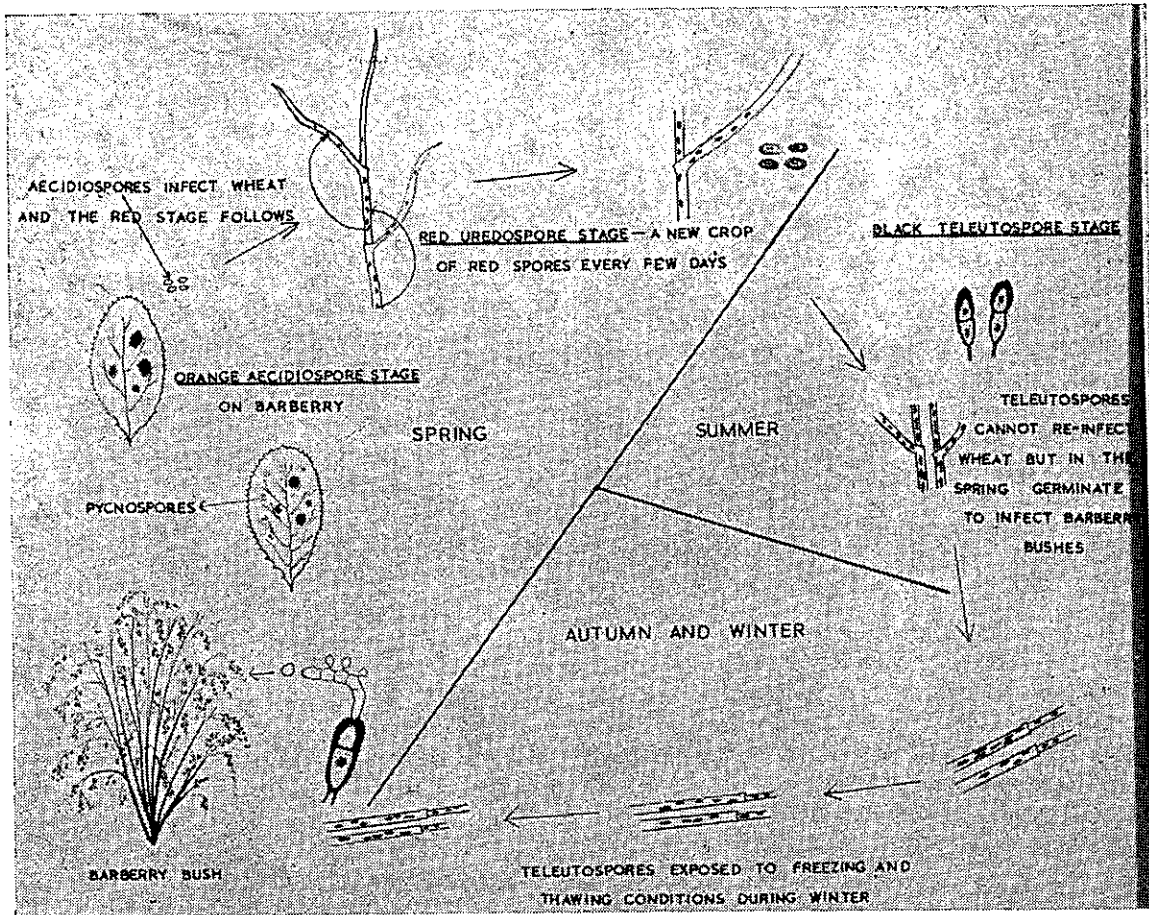 AECIDIOSPORES INFECT WHEAT
AND THE RED STAGE FOLLOWS
RED UREDOSPORE STAGE — A NEW CROP
OF RED SPORES EVERY FEW DAYS
BLACK TELEUTOSPORE STAGE
ORANGE AECIDIOSPORE STAGE
ON BARBERRY
SPRING
SUMMER
TELEUTOSPORES
CANNOT RE-INFECT
WHEAT BUT IN THE
SPRING GERMINATE
TO INFECT BARBERRY
BUSHES
PYCNOSPORES
AUTUMN AND WINTER
BARBERRY BUSH
TELEUTOSPORES EXPOSED TO FREEZING AND
THAWING CONDITIONS DURING WINTER